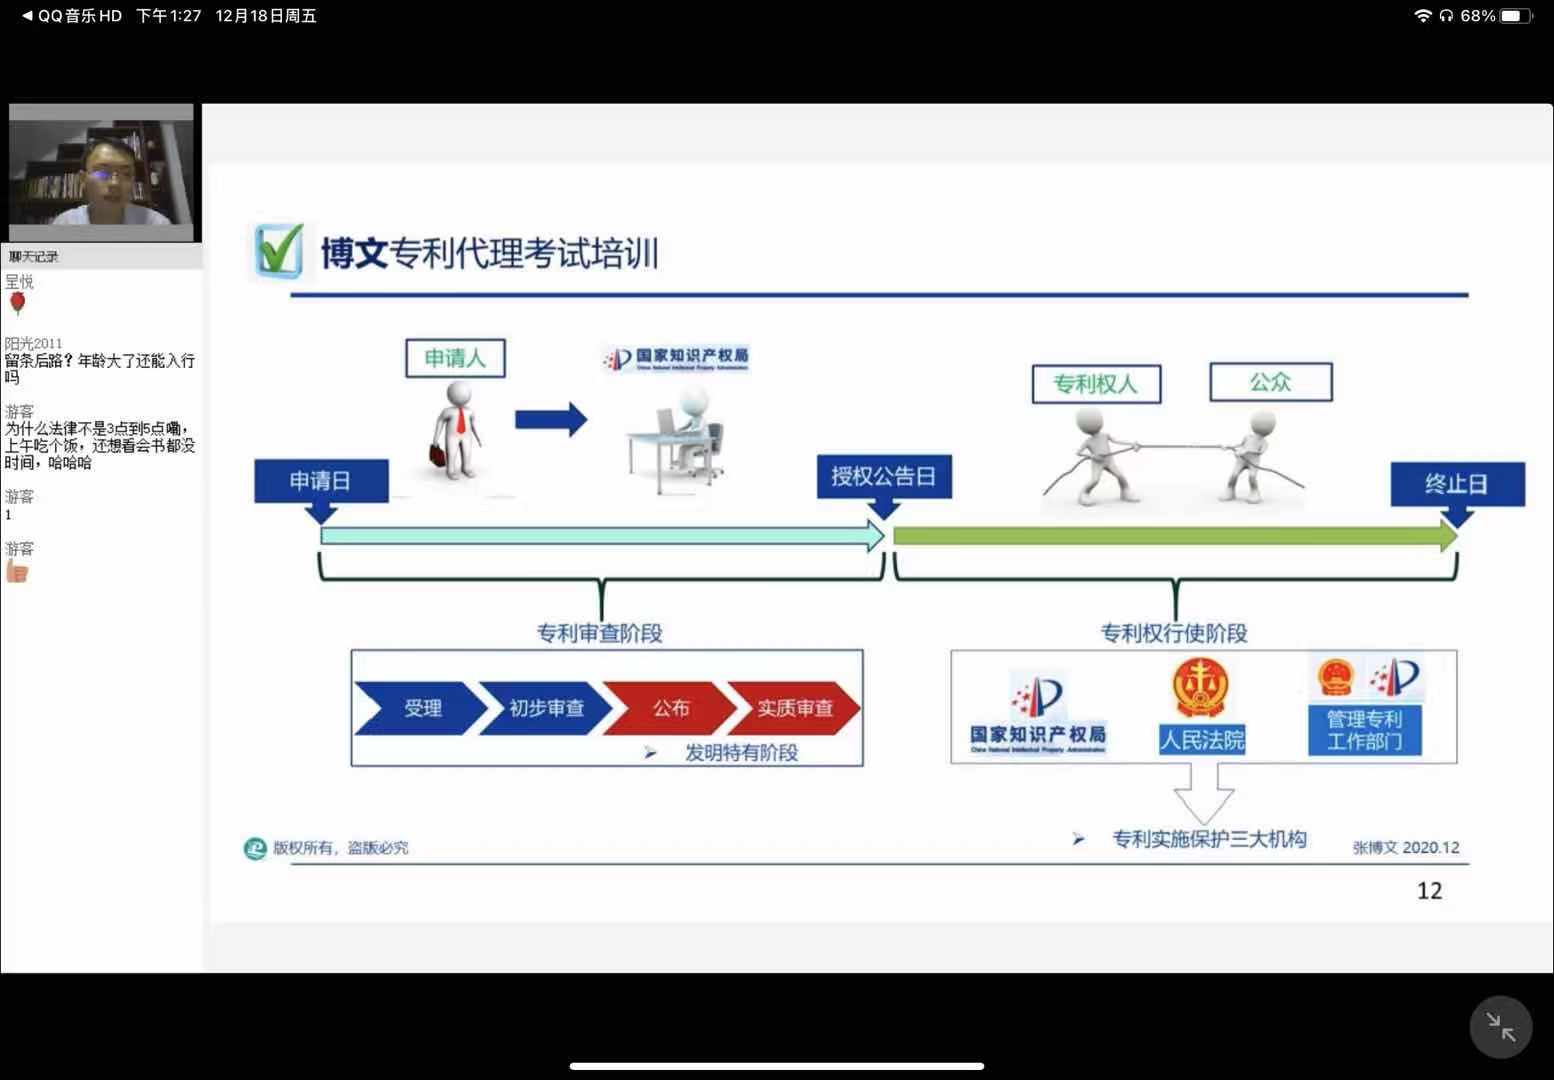 ◀ QQ音乐HD 下午1:27 12月18日周五
68%
聊天记录
呈悦
阳光2011
留条后路?年龄大了还能入行
吗
游客
为什么法律不是3点到5点嘞,
上午吃个饭,还想看会书都没
时间,哈哈哈
游客
1
游客
博文专利代理考试培训
申请人
国家知识产权局
China National Intellectual Property Administration
专利权人
公众
申请日
授权公告日
终止日
专利审查阶段
专利权行使阶段
受理
初步审查
公布
实质审查
➢ 发明特有阶段
国家知识产权局
China National Intellectual Property Administration
人民法院
管理专利
工作部门
➢ 专利实施保护三大机构
版权所有,盗版必究
张博文 2020.12
12